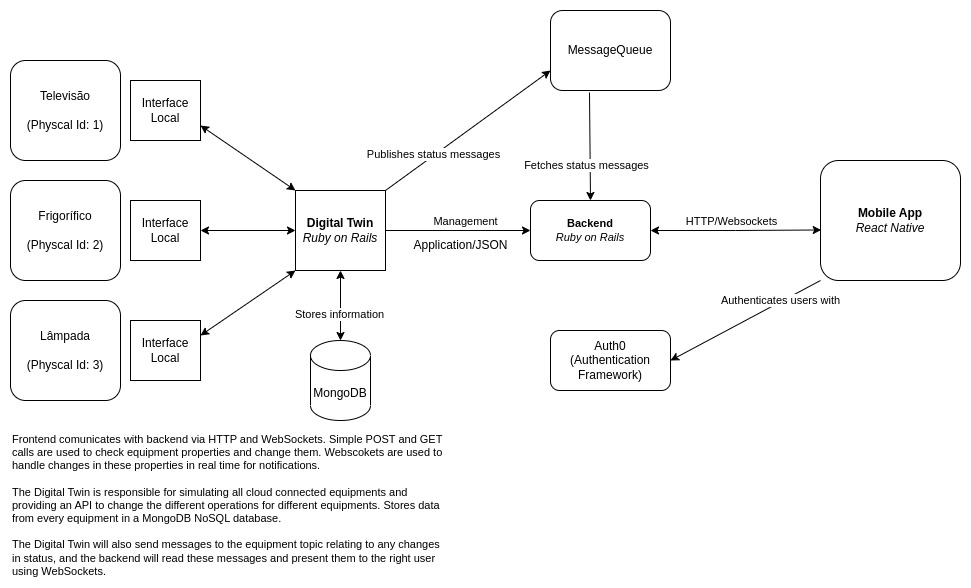 MessageQueue
Televisão
(Physcal Id: 1)
Interface
Local
Publishes status messages
Fetches status messages
Frigorífico
(Physcal Id: 2)
Interface
Local
Digital Twin
Ruby on Rails
Management
Application/JSON
Backend
Ruby on Rails
HTTP/Websockets
Mobile App
React Native
Authenticates users with
Stores information
Lâmpada
(Physcal Id: 3)
Interface
Local
MongoDB
Auth0
(Authentication
Framework)
Frontend comunicates with backend via HTTP and WebSockets. Simple POST and GET
calls are used to check equipment properties and change them. Webscokets are used to
handle changes in these properties in real time for notifications.
The Digital Twin is responsible for simulating all cloud connected equipments and
providing an API to change the different operations for different equipments. Stores data
from every equipment in a MongoDB NoSQL database.
The Digital Twin will also send messages to the equipment topic relating to any changes
in status, and the backend will read these messages and present them to the right user
using WebSockets.